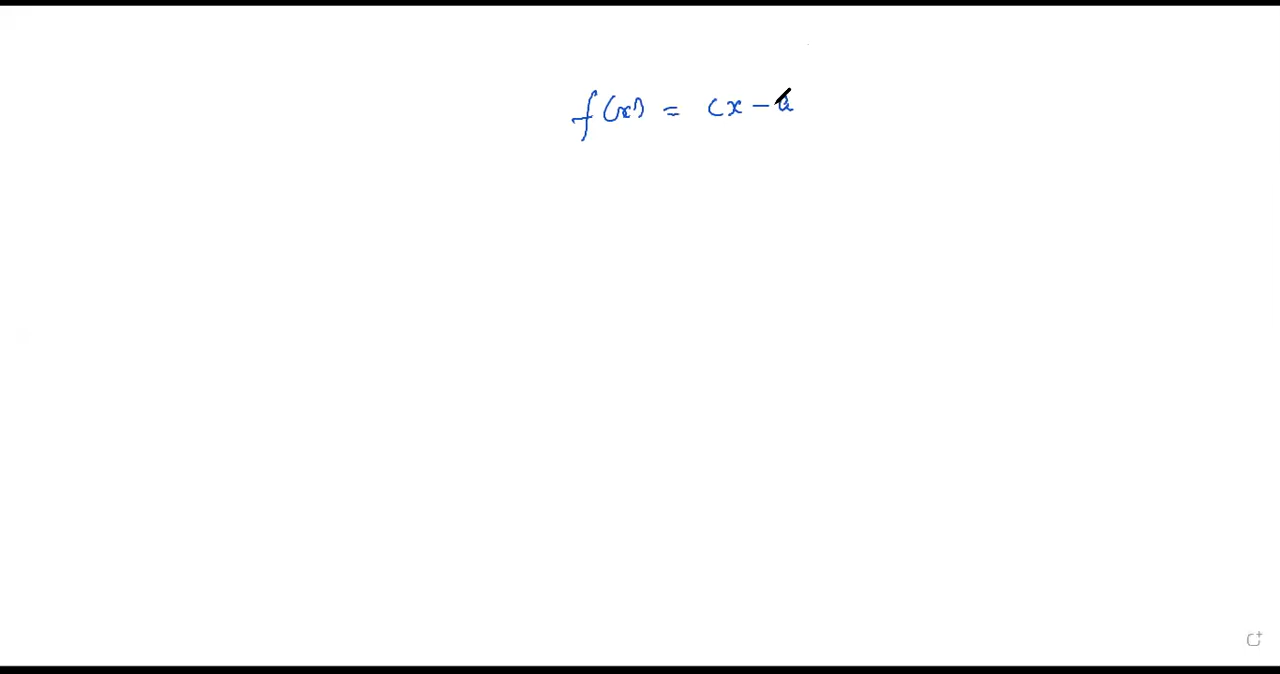 f(x) = (x - a